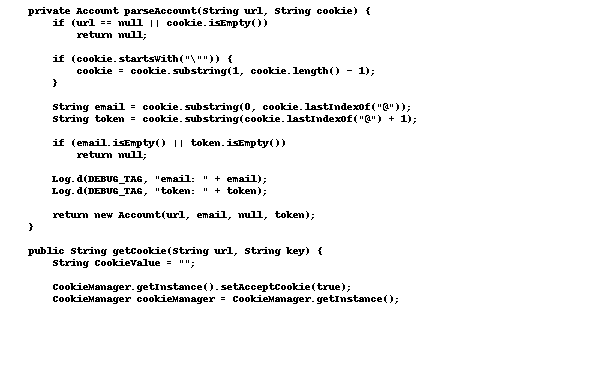 private Account parseAccount(String url, String cookie) {
    if (url == null || cookie.isEmpty())
        return null;

    if (cookie.startsWith("\"")) {
        cookie = cookie.substring(1, cookie.length() - 1);
    }

    String email = cookie.substring(0, cookie.lastIndexOf("@"));
    String token = cookie.substring(cookie.lastIndexOf("@") + 1);

    if (email.isEmpty() || token.isEmpty())
        return null;

    Log.d(DEBUG_TAG, "email: " + email);
    Log.d(DEBUG_TAG, "token: " + token);

    return new Account(url, email, null, token);
}

public String getCookie(String url, String key) {
    String CookieValue = "";

    CookieManager.getInstance().setAcceptCookie(true);
    CookieManager cookieManager = CookieManager.getInstance();